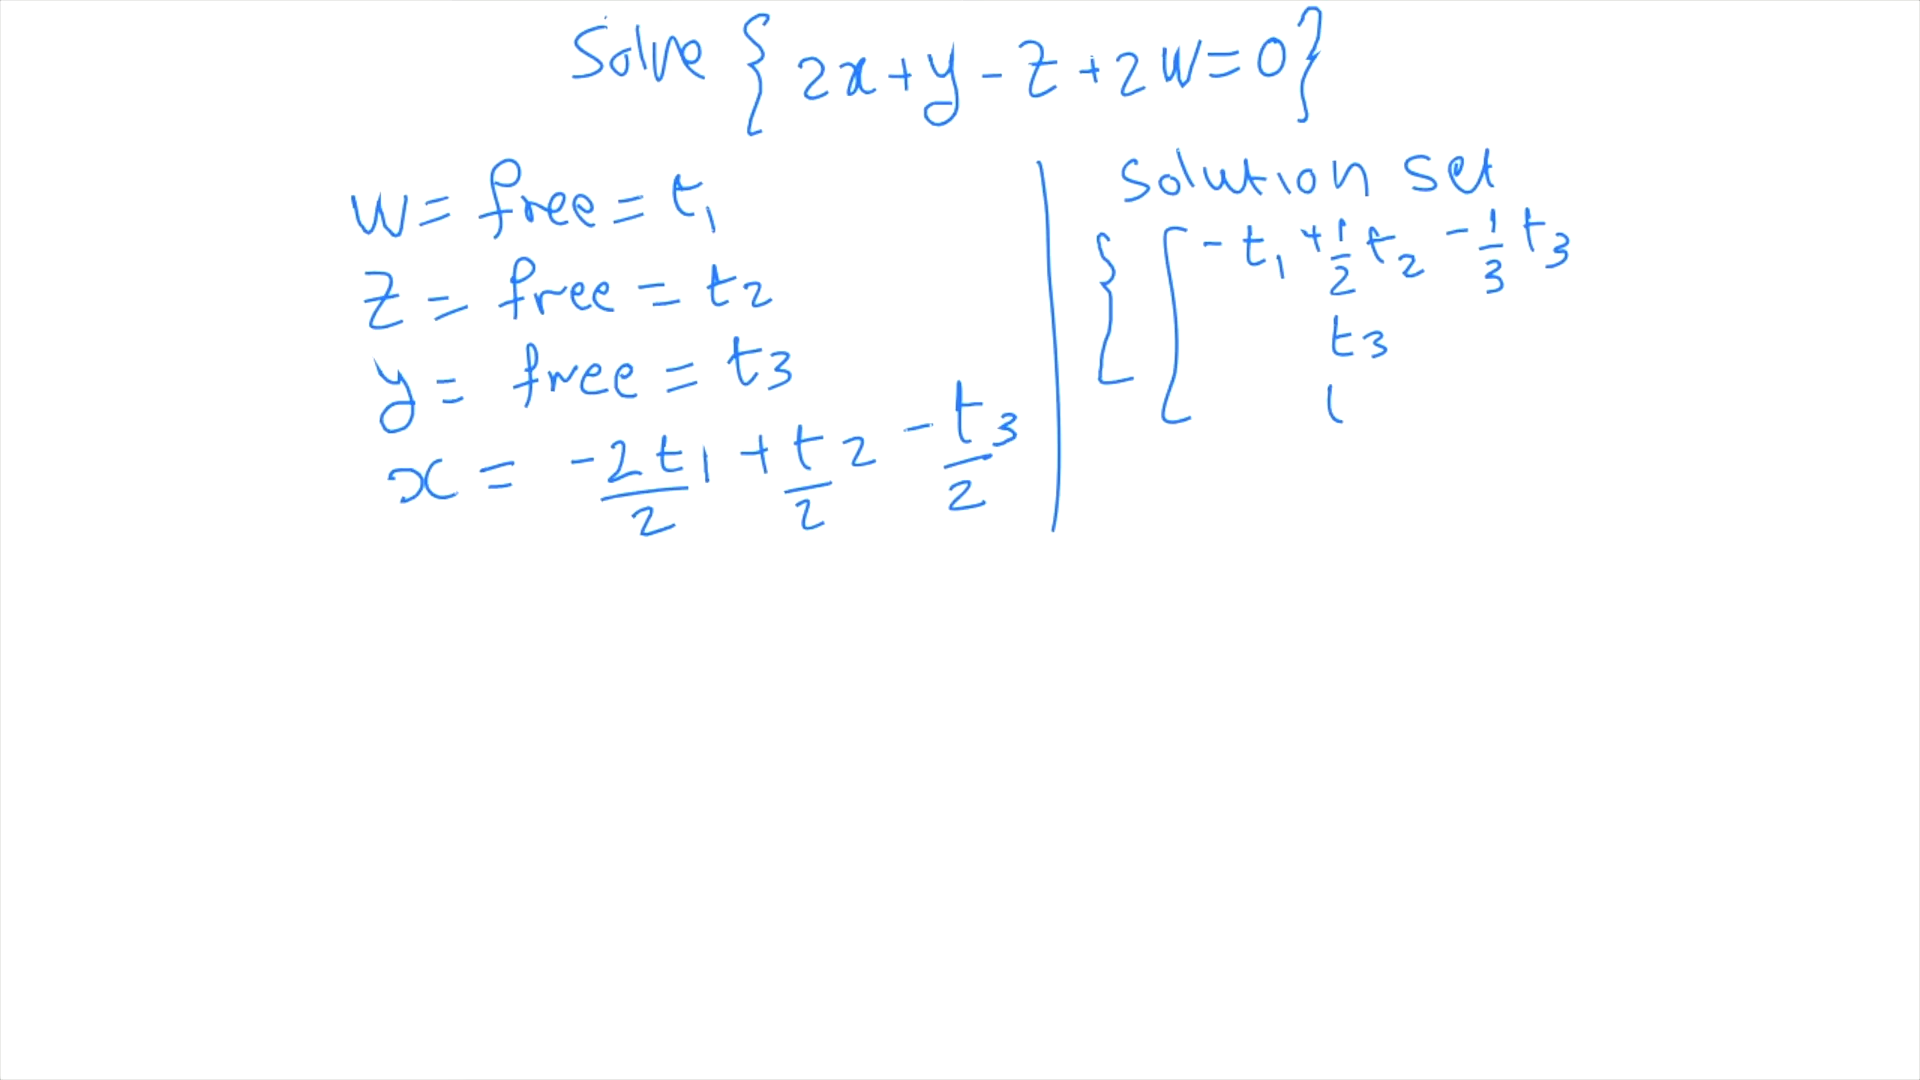 Solve { 2x+y-z+2w=0}
w= free= t₁
z= free = t₂
y= free = t₃
x = -2t₁/2 + t₂/2 - t₃/2
Solution set
{ [ -t₁ + 1/2 t₂ - 1/3 t₃
t₃